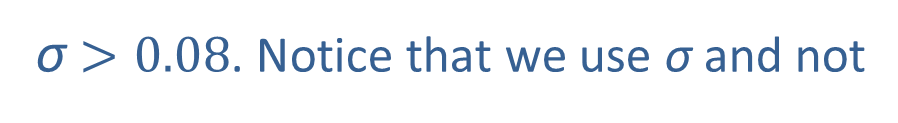 σ > 0.08. Notice that we use σ and not